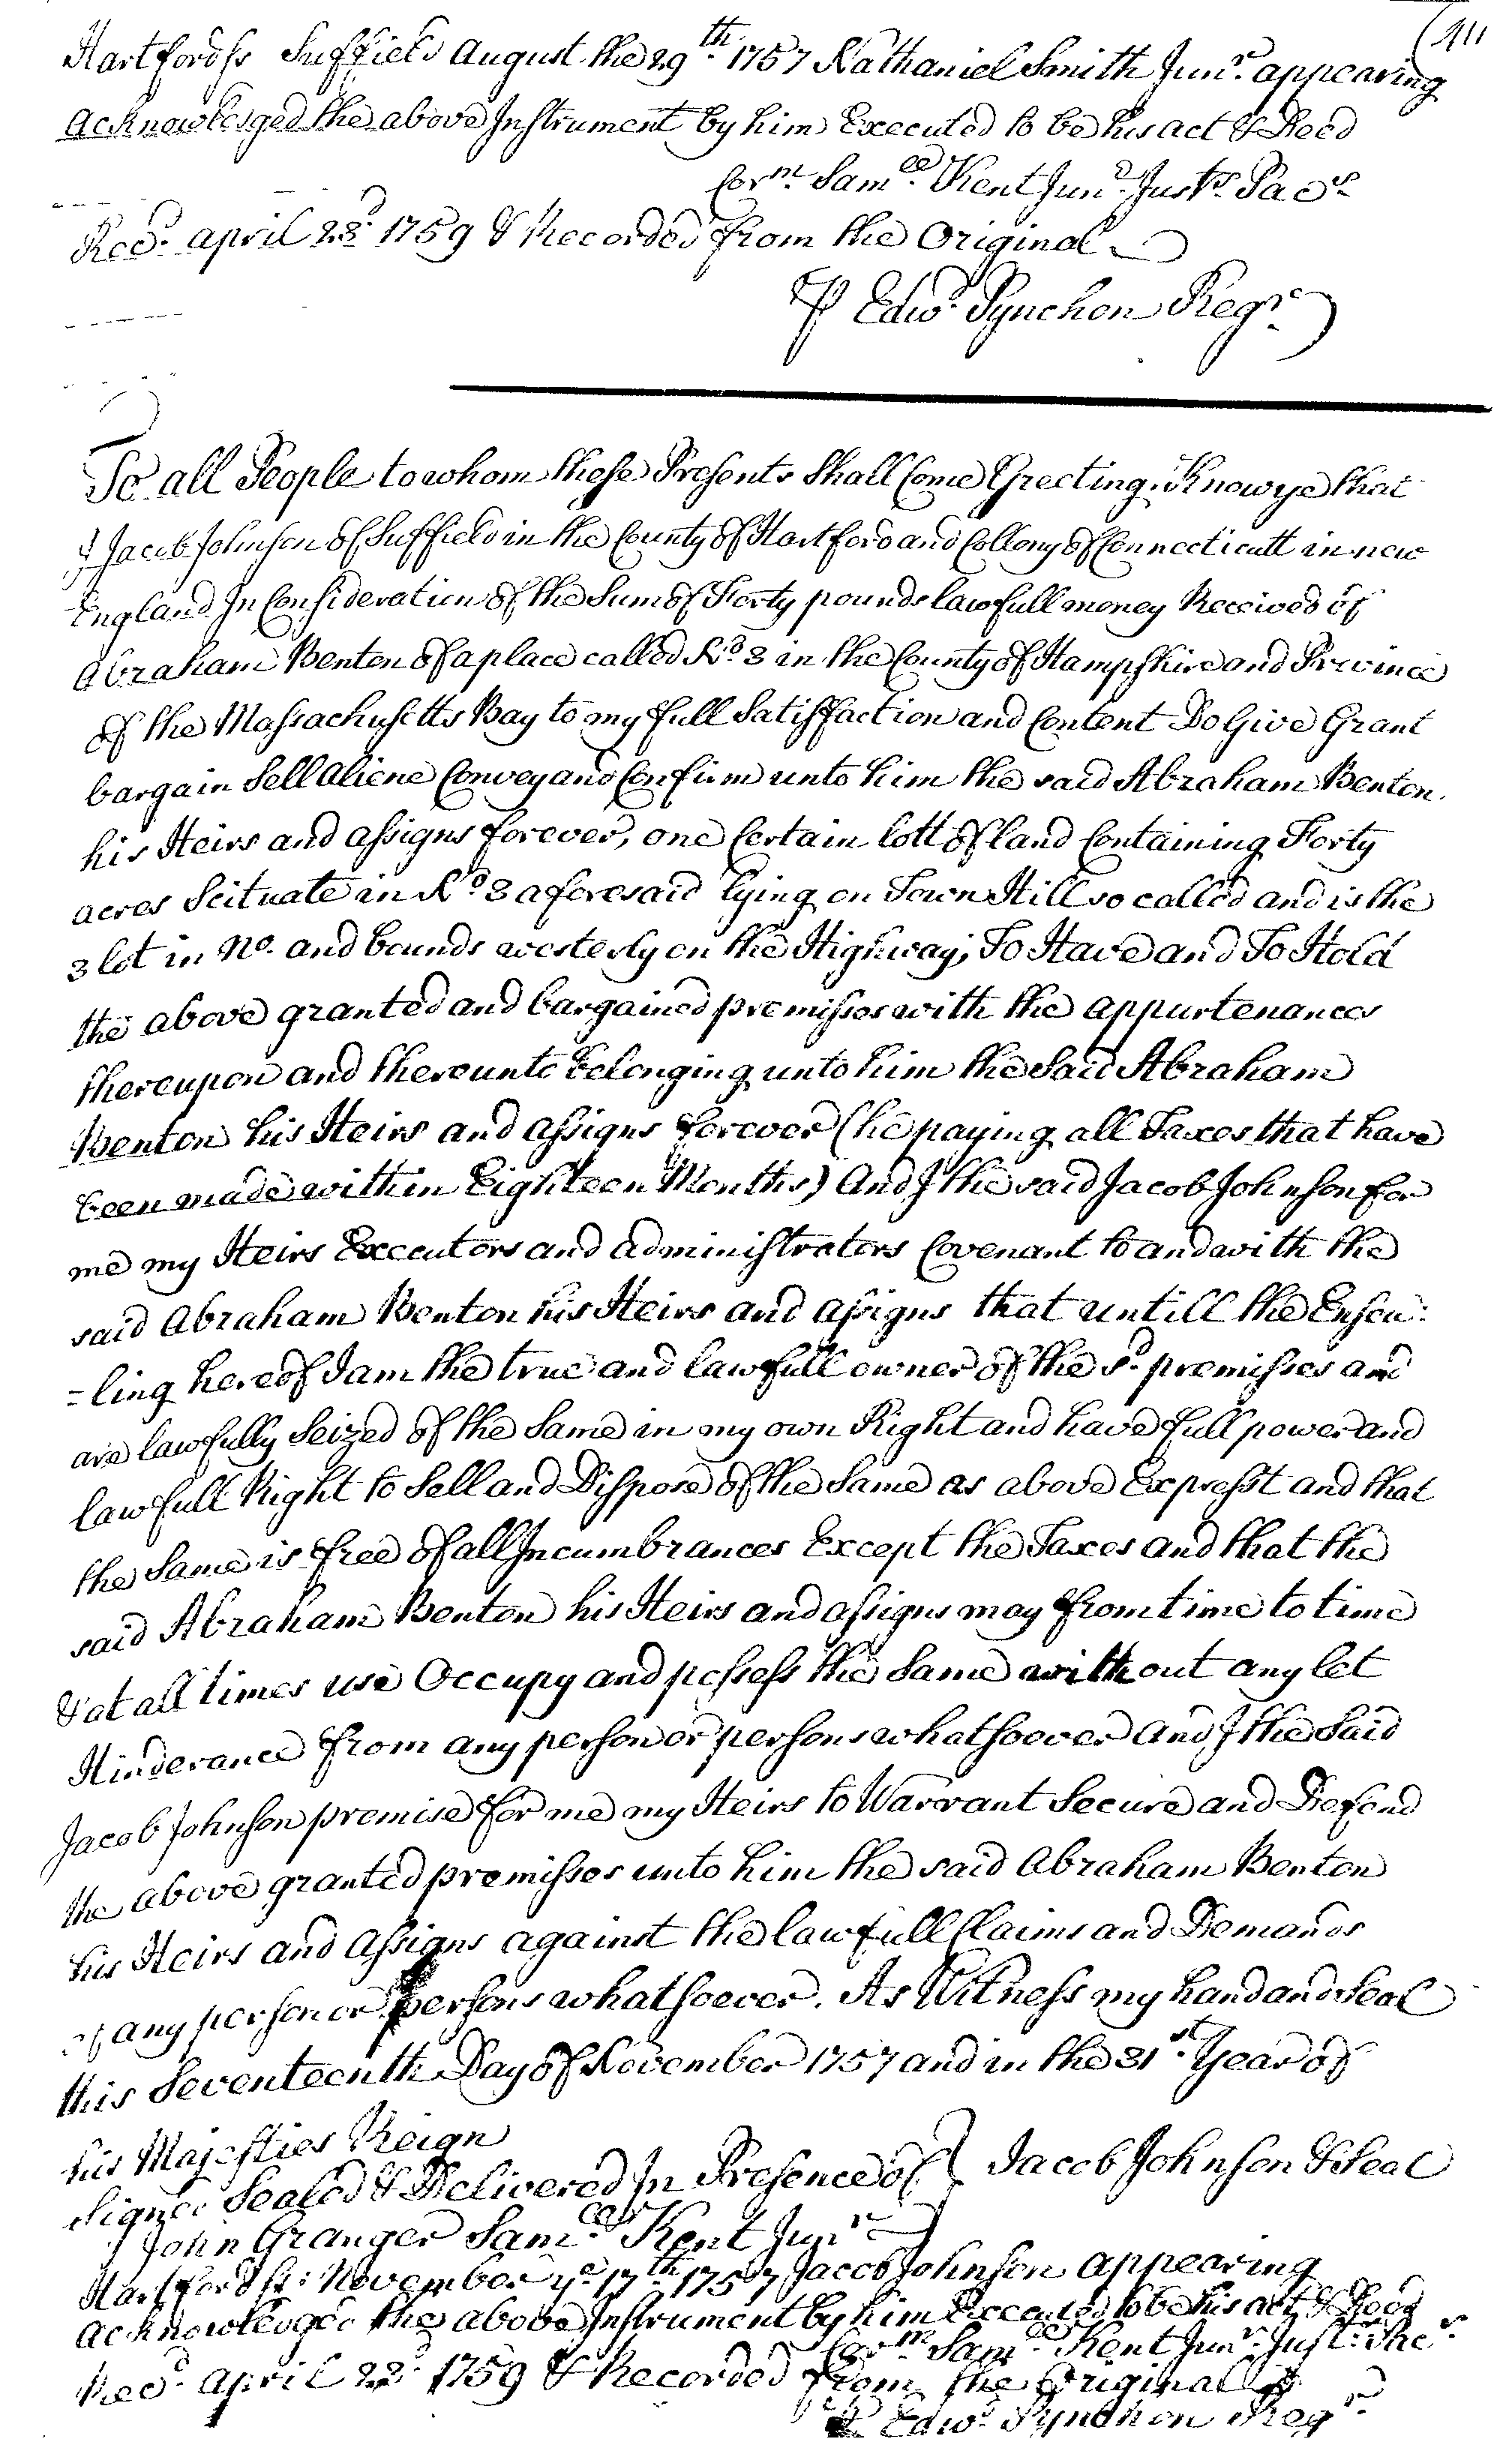 Hartford ss Suffield August the 29th 1757 Nathaniel Smith Junr. appearing
acknowledged the above Instrument by him Executed to be his act & Deed
Corm. Samll. Kent Junr. Justs. Pacs.
Recd. april 23d. 1759 & Recorded from the Original
P Edwd. Pynchon Regr.
To all People to whom these Presents shall Come Greeting. Know ye that
I Jacob Johnson of Suffield in the County of Hartford and Collony of Connecticutt in new
England In Consideration of the Sum of Forty pounds lawfull money Received of
Abraham Benton of a place called No. 3 in the County of Hampshire and Province
of the Massachusetts Bay to my full Satisfaction and Content Do Give Grant
bargain Sell aliene Convey and Confirm unto him the said Abraham Benton
his Heirs and assigns forever, one Certain lott of land Containing Forty
acres Scituate in No. 3 aforesaid lying on Town Hill so called and is the
3 lot in No. and bounds westerly on the Highway, To Have and To Hold
the above granted and bargained premisses with the appurtenances
thereupon and thereunto belonging unto him the Said Abraham
Benton his Heirs and assigns forever (he paying all Taxes that have
been made within Eighteen Months) And I the said Jacob Johnson for
me my Heirs Executors and administrators Covenant to and with the
said Abraham Benton his Heirs and assigns that untill the Ensea:
=ling hereof I am the true and lawfull owner of the sd. premisses and
are lawfully Seized of the Same in my own Right and have full power and
lawfull Right to Sell and Dispose of the Same as above Expresst and that
the Same is free of all Incumbrances Except the Taxes and that the
said Abraham Benton his Heirs and assigns may from time to time
& at all times use Occupy and possess the Same without any let
Hinderance from any person or persons whatsoever And I the Said
Jacob Johnson promise for me my Heirs to Warrant Secure and Defend
the above granted premisses unto him the said Abraham Benton
his Heirs and Assigns against the lawfull Claims and Demands
of any person or persons whatsoever. As Witness my hand and Seal
this Seventeenth Day of November 1757 and in the 31st. Year of
his Majesties Reign
Signed Sealed & Delivered In Presence of } Jacob Johnson & Seal
John Granger Samll. Kent Junr
Hartford ss: November ye. 17th 1757 Jacob Johnson appearing
acknowledged the above Instrument by him Executed to be his act & Deed
Corm Samll. Kent Junr. Just:
Recd. April 23d. 1759 & Recorded from the Original
P Edwd. Pynchon Regr.